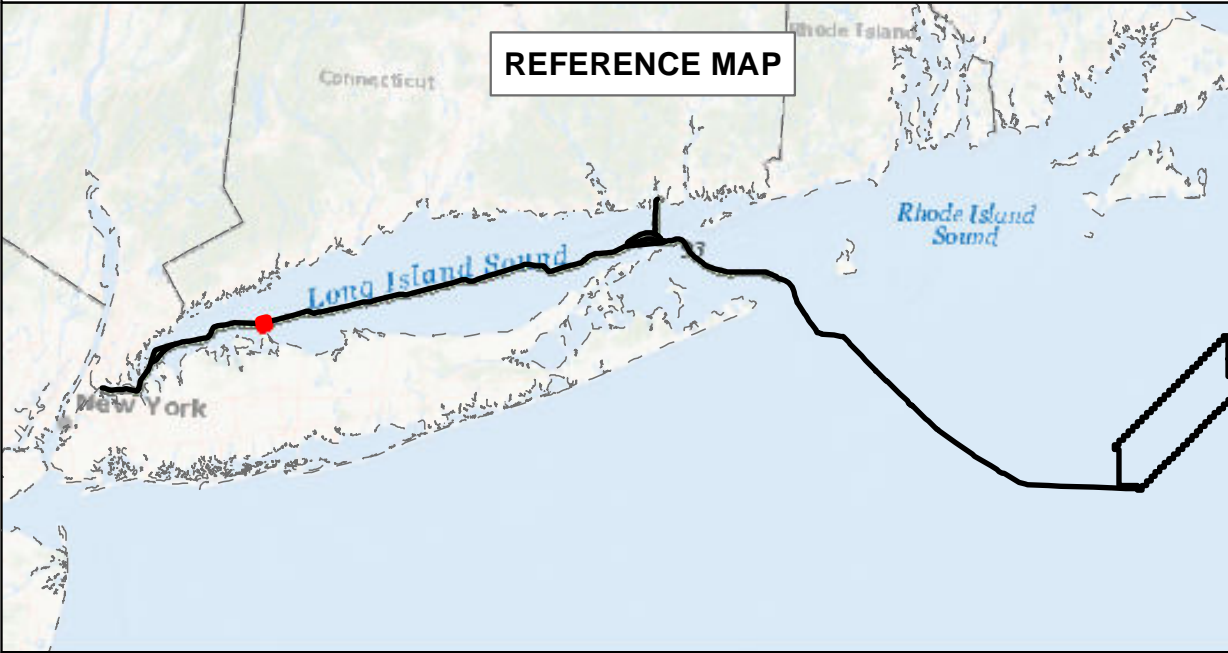 Rhode Island
REFERENCE MAP
Connecticut
Rhode Island
Sound
Long Island Sound
New York